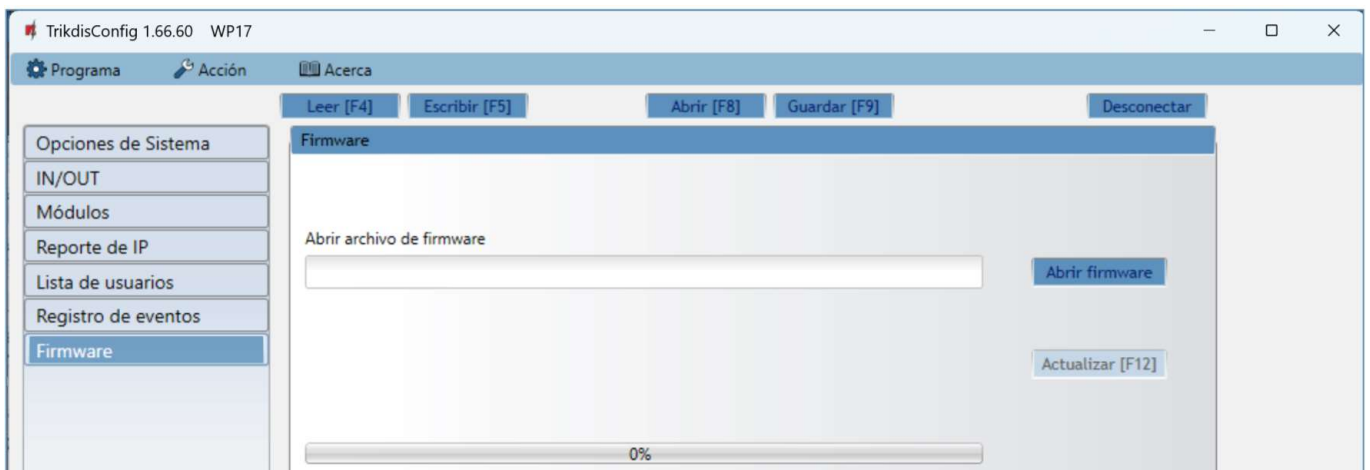 TrikdisConfig 1.66.60 WP17
Programa Acción Acerca
Leer [F4] Escribir [F5] Abrir [F8] Guardar [F9] Desconectar
Opciones de Sistema
IN/OUT
Módulos
Reporte de IP
Lista de usuarios
Registro de eventos
Firmware
Firmware
Abrir archivo de firmware
Abrir firmware
Actualizar [F12]
0%